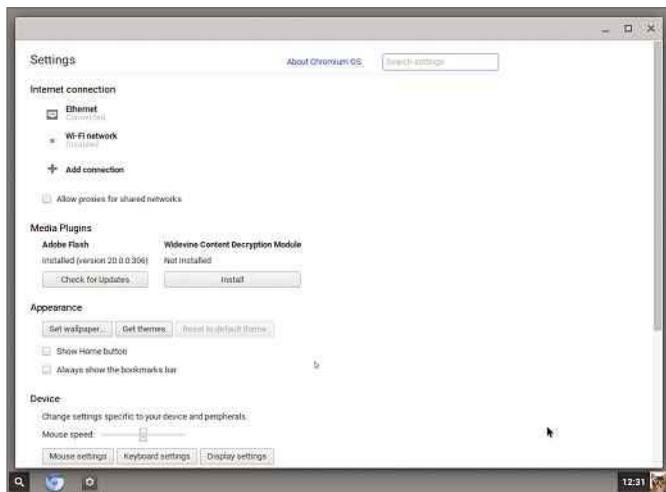 Settings
About Chromium OS
Search settings
Internet connection
Ethernet
Connected
Wi-Fi network
Disabled
Add connection
Allow proxies for shared networks
Media Plugins
Adobe Flash
Widevine Content Decryption Module
Installed (version 20.0.0.306)
Not Installed
Check for Updates
Install
Appearance
Set wallpaper...
Get themes
Reset to default theme
Show Home button
Always show the bookmarks bar
Device
Change settings specific to your device and peripherals.
Mouse speed:
Mouse settings
Keyboard settings
Display settings
12:31